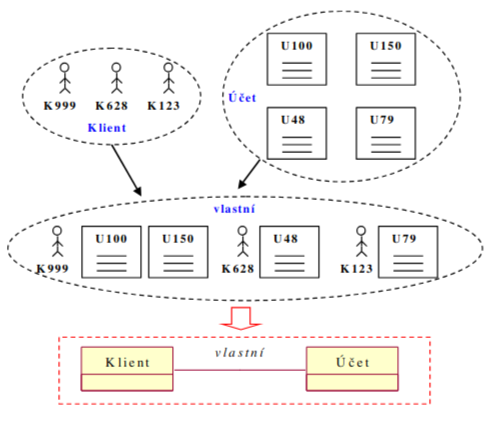 U100 U150
K999 K628 K123
Účet
Klient
U48 U79
vlastní
U100 U150 U48 U79
K999 K628 K123
vlastní
Klient Účet